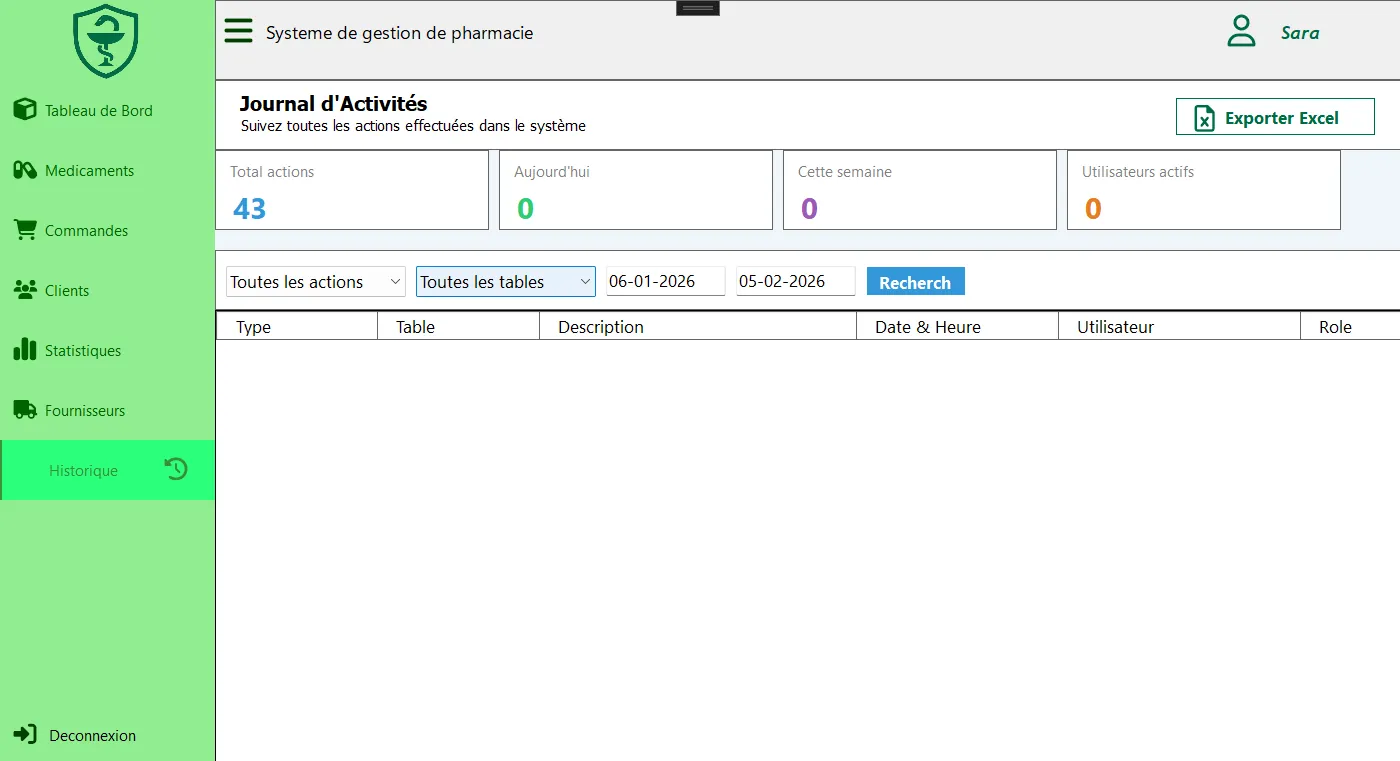 Systeme de gestion de pharmacie
Sara
Tableau de Bord
Medicaments
Commandes
Clients
Statistiques
Fournisseurs
Historique
Deconnexion
Journal d'Activités
Suivez toutes les actions effectuées dans le système
Exporter Excel
Total actions
43
Aujourd'hui
0
Cette semaine
0
Utilisateurs actifs
0
Toutes les actions
Toutes les tables
06-01-2026
05-02-2026
Recherch
Type Table Description Date & Heure Utilisateur Role